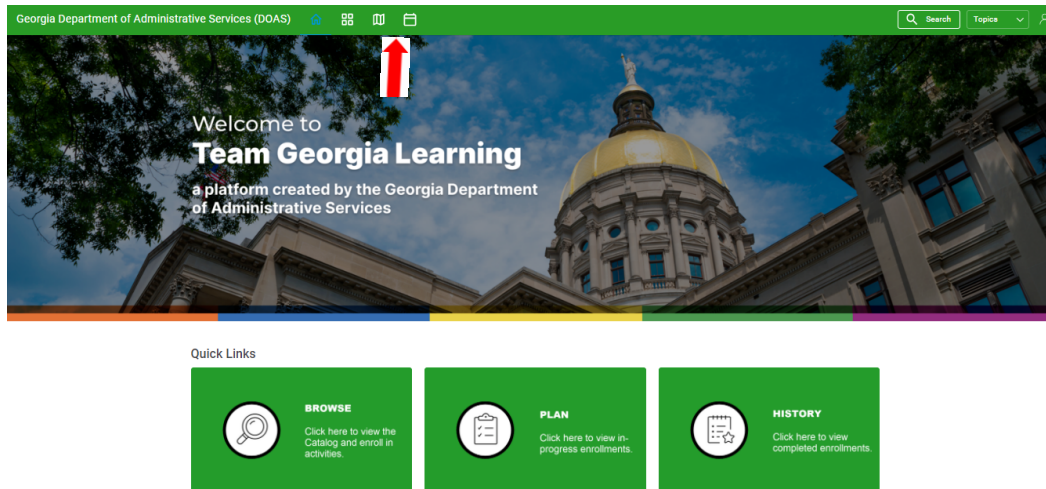 Georgia Department of Administrative Services (DOAS)
Search
Topics
Welcome to
Team Georgia Learning
a platform created by the Georgia Department
of Administrative Services
Quick Links
BROWSE
Click here to view the
Catalog and enroll in
activities.
PLAN
Click here to view in-
progress enrollments.
HISTORY
Click here to view
completed enrollments.